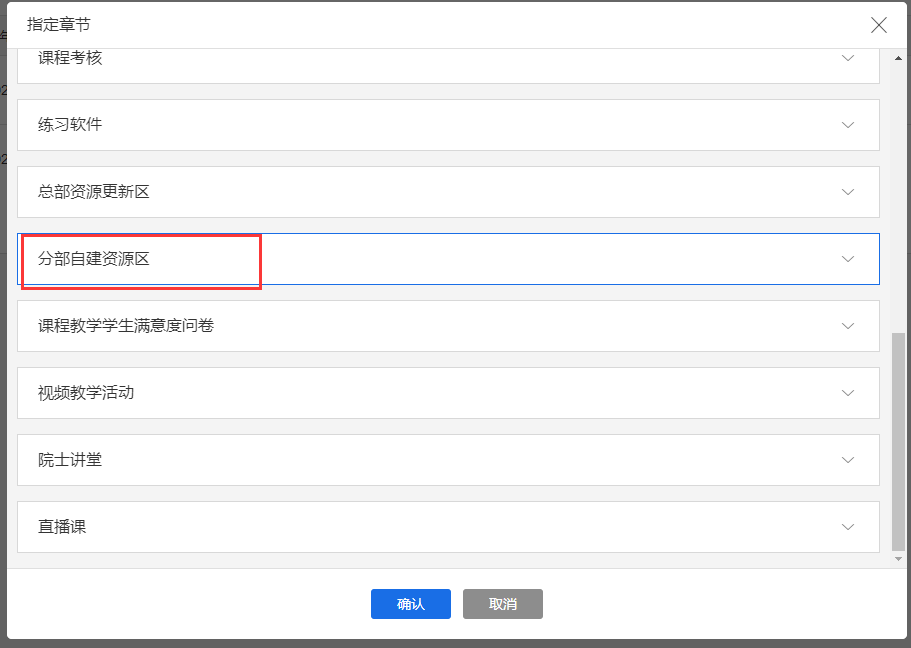 指定章节
课程考核
练习软件
总部资源更新区
分部自建资源区
课程教学学生满意度问卷
视频教学活动
院士讲堂
直播课
确认
取消